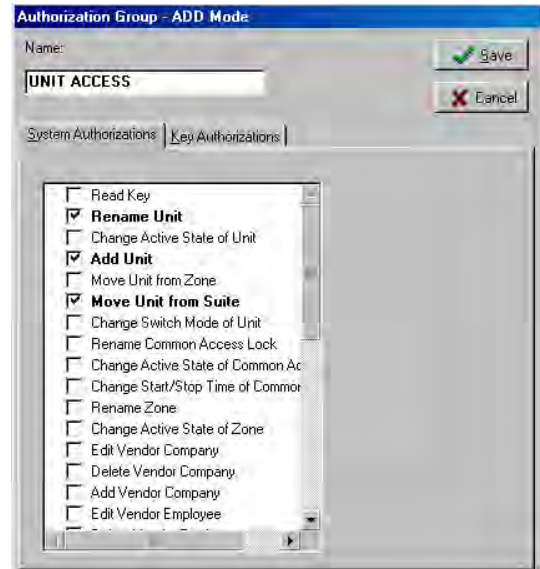 Authorization Group - ADD Mode
Name:
Save
UNIT ACCESS
Cancel
System Authorizations
Key Authorizations
Read Key
Rename Unit
Change Active State of Unit
Add Unit
Move Unit from Zone
Move Unit from Suite
Change Switch Mode of Unit
Rename Common Access Lock
Change Active State of Common Ac
Change Start/Stop Time of Common
Rename Zone
Change Active State of Zone
Edit Vendor Company
Delete Vendor Company
Add Vendor Company
Edit Vendor Employee